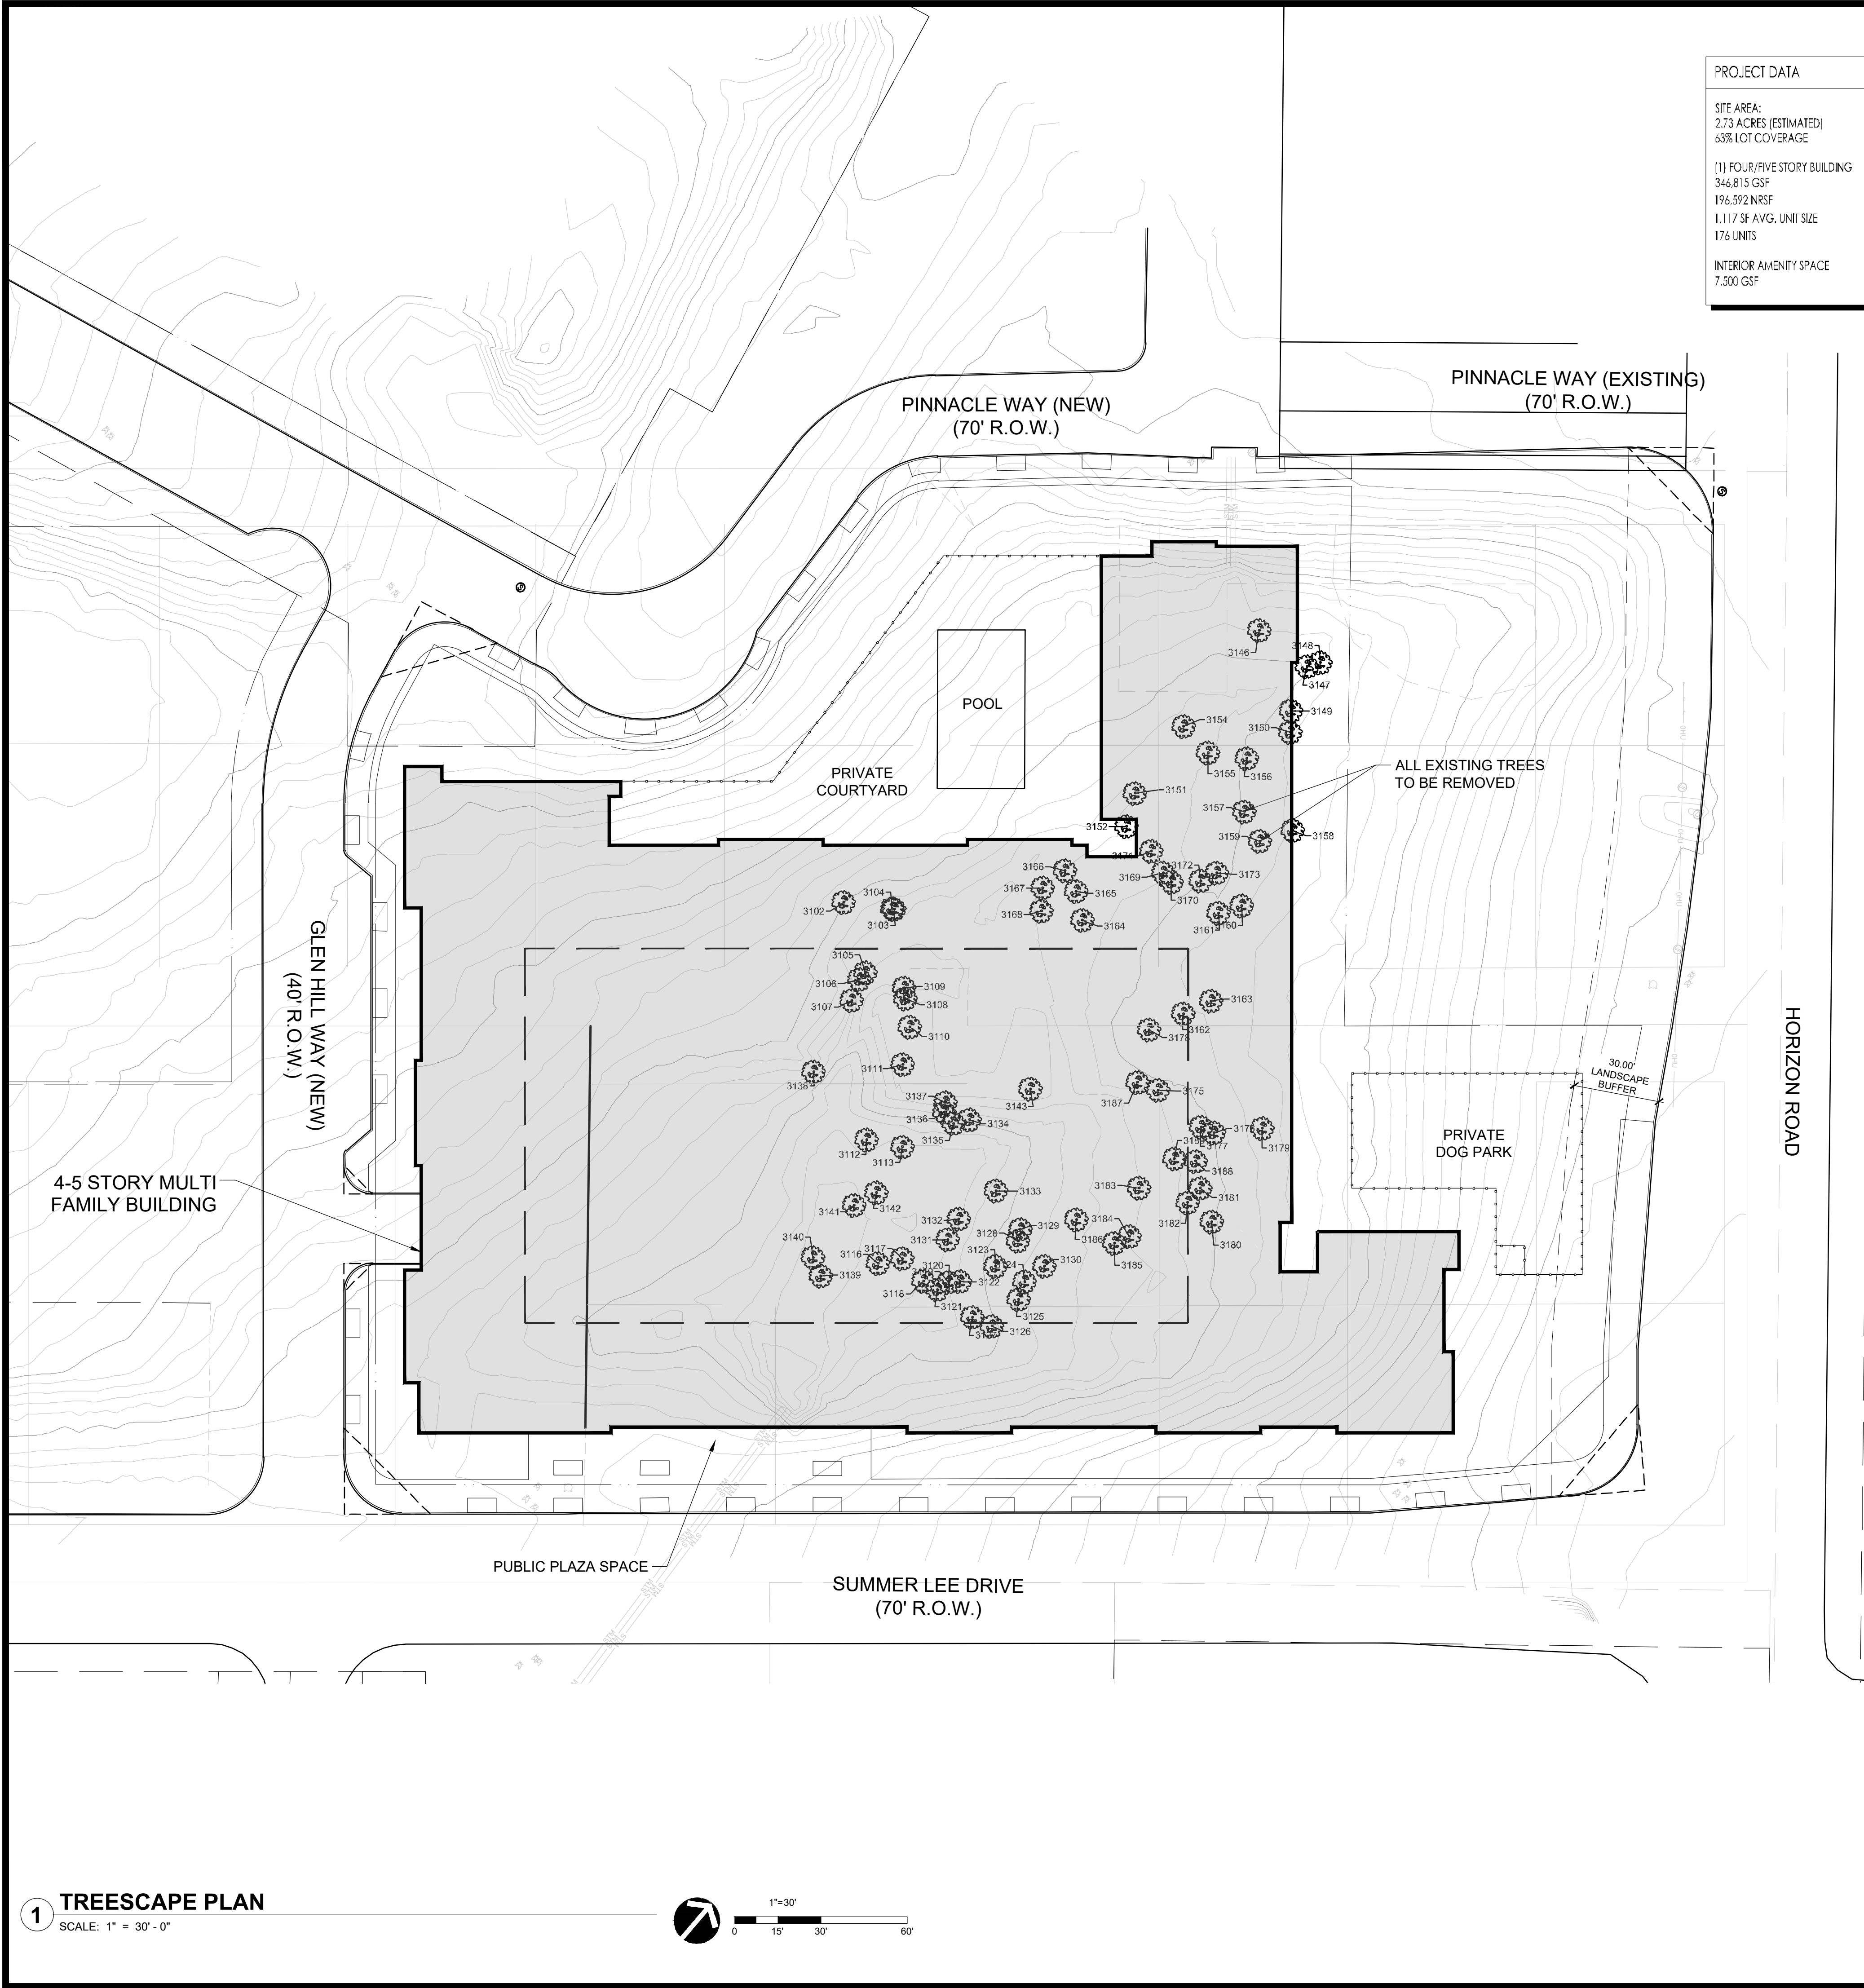 PROJECT DATA
SITE AREA:
2.73 ACRES (ESTIMATED)
63% LOT COVERAGE
(1) FOUR/FIVE STORY BUILDING
346,815 GSF
196,592 NRSF
1,117 SF AVG. UNIT SIZE
176 UNITS
INTERIOR AMENITY SPACE
7,500 GSF
PINNACLE WAY (EXISTING)
(70' R.O.W.)
PINNACLE WAY (NEW)
(70' R.O.W.)
3146
3148
3147
POOL
3149
3154
3150
3155
3156
ALL EXISTING TREES
TO BE REMOVED
PRIVATE
COURTYARD
3151
3157
3152
3159
3158
3166
3172
3169
3173
3167
3165
3170
3104
3102
3168
3103
3164
3161
3105
3106
3109
3107
3108
3163
3110
3162
3111
3138
3137
3143
3187
3175
3136
3134
3135
3177
3179
3112
3113
3188
3133
3183
3181
3141
3142
3132
3129
3184
3182
3131
3128
3186
3180
3140
3116
3117
3123
3130
3185
3139
3120
3122
3118
3121
3125
3126
GLEN HILL WAY (NEW)
(40' R.O.W.)
HORIZON ROAD
30.00'
LANDSCAPE
BUFFER
PRIVATE
DOG PARK
4-5 STORY MULTI
FAMILY BUILDING
PUBLIC PLAZA SPACE
SUMMER LEE DRIVE
(70' R.O.W.)
1 TREESCAPE PLAN
SCALE: 1" = 30' - 0"
1"=30'
0 15' 30' 60'